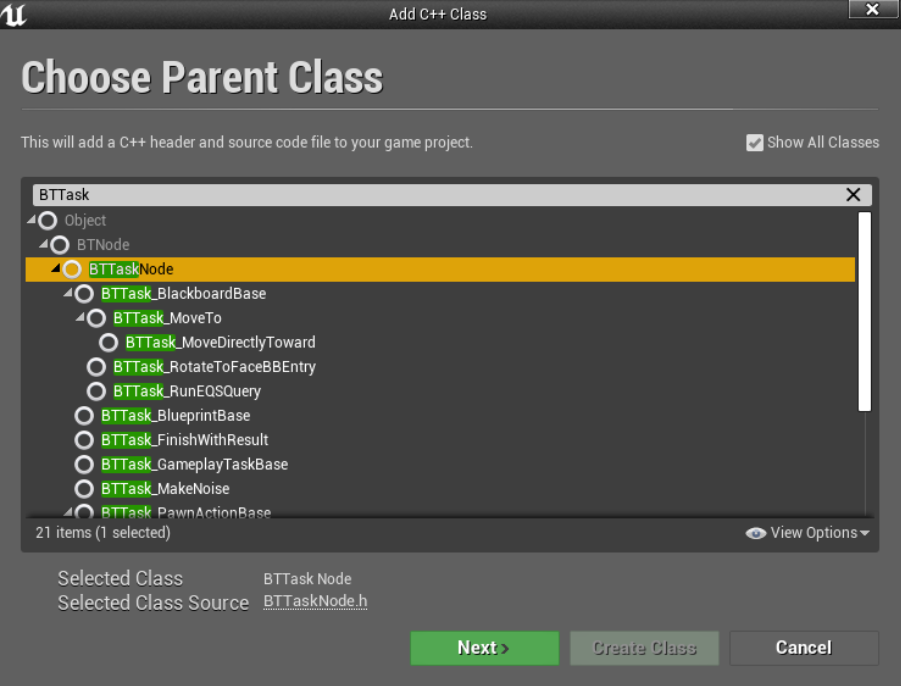 Add C++ Class
Choose Parent Class
This will add a C++ header and source code file to your game project.
Show All Classes
BTTask
Object
BTNode
BTTaskNode
BTTask_BlackboardBase
BTTask_MoveTo
BTTask_MoveDirectlyToward
BTTask_RotateToFaceBBEntry
BTTask_RunEQSQuery
BTTask_BlueprintBase
BTTask_FinishWithResult
BTTask_GameplayTaskBase
BTTask_MakeNoise
BTTask_PawnActionBase
21 items (1 selected)
View Options
Selected Class BTTask Node
Selected Class Source BTTaskNode.h
Next Create Class Cancel